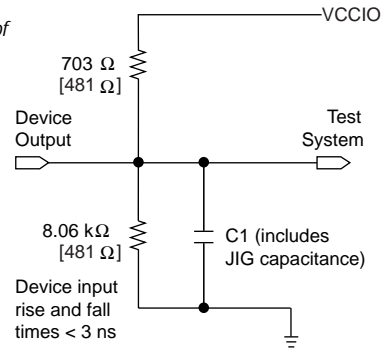 of
VCCIO
703 Ω
[481 Ω]
Device
Output
Test
System
8.06 kΩ
[481 Ω]
C1 (includes
JIG capacitance)
Device input
rise and fall
times < 3 ns